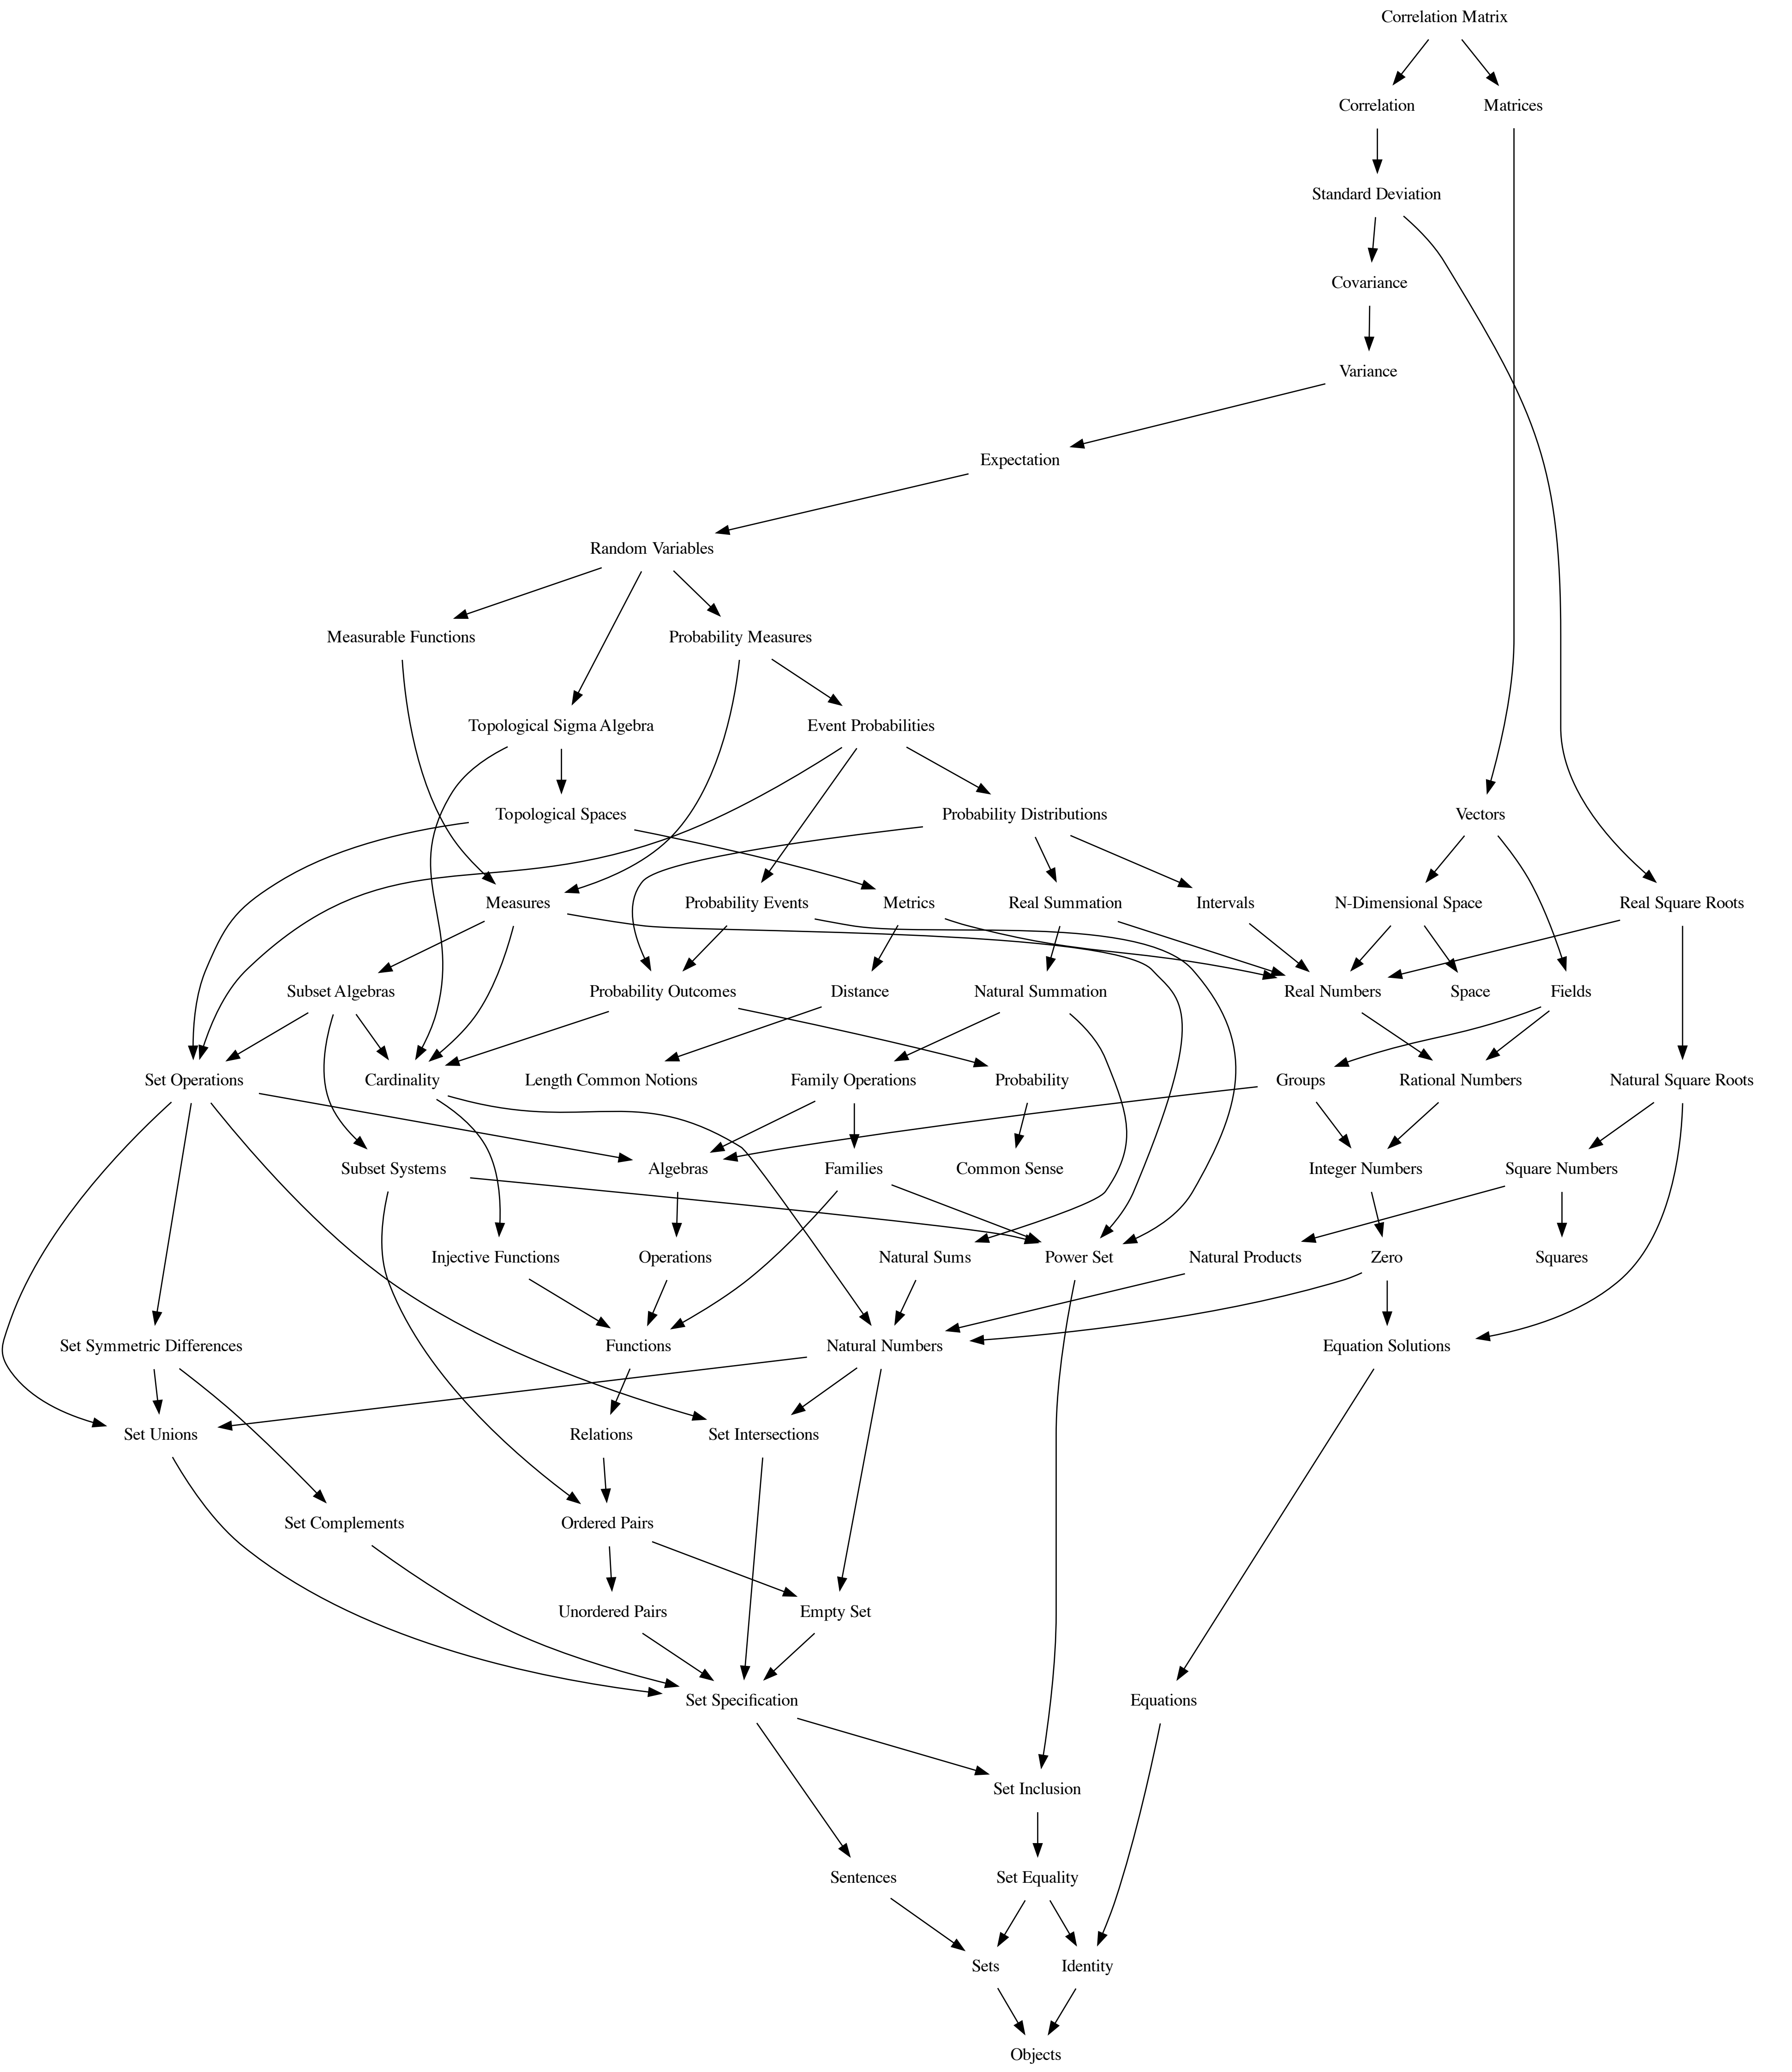 Correlation Matrix
Correlation
Matrices
Standard Deviation
Covariance
Variance
Expectation
Random Variables
Measurable Functions
Probability Measures
Topological Sigma Algebra
Event Probabilities
Topological Spaces
Probability Distributions
Vectors
Measures
Probability Events
Metrics
Real Summation
Intervals
N-Dimensional Space
Real Square Roots
Subset Algebras
Probability Outcomes
Distance
Natural Summation
Real Numbers
Space
Fields
Set Operations
Cardinality
Length Common Notions
Family Operations
Probability
Groups
Rational Numbers
Natural Square Roots
Subset Systems
Algebras
Families
Common Sense
Integer Numbers
Square Numbers
Injective Functions
Operations
Natural Sums
Power Set
Natural Products
Zero
Squares
Set Symmetric Differences
Functions
Natural Numbers
Equation Solutions
Set Unions
Relations
Set Intersections
Set Complements
Ordered Pairs
Unordered Pairs
Empty Set
Set Specification
Equations
Set Inclusion
Sentences
Set Equality
Sets
Identity
Objects